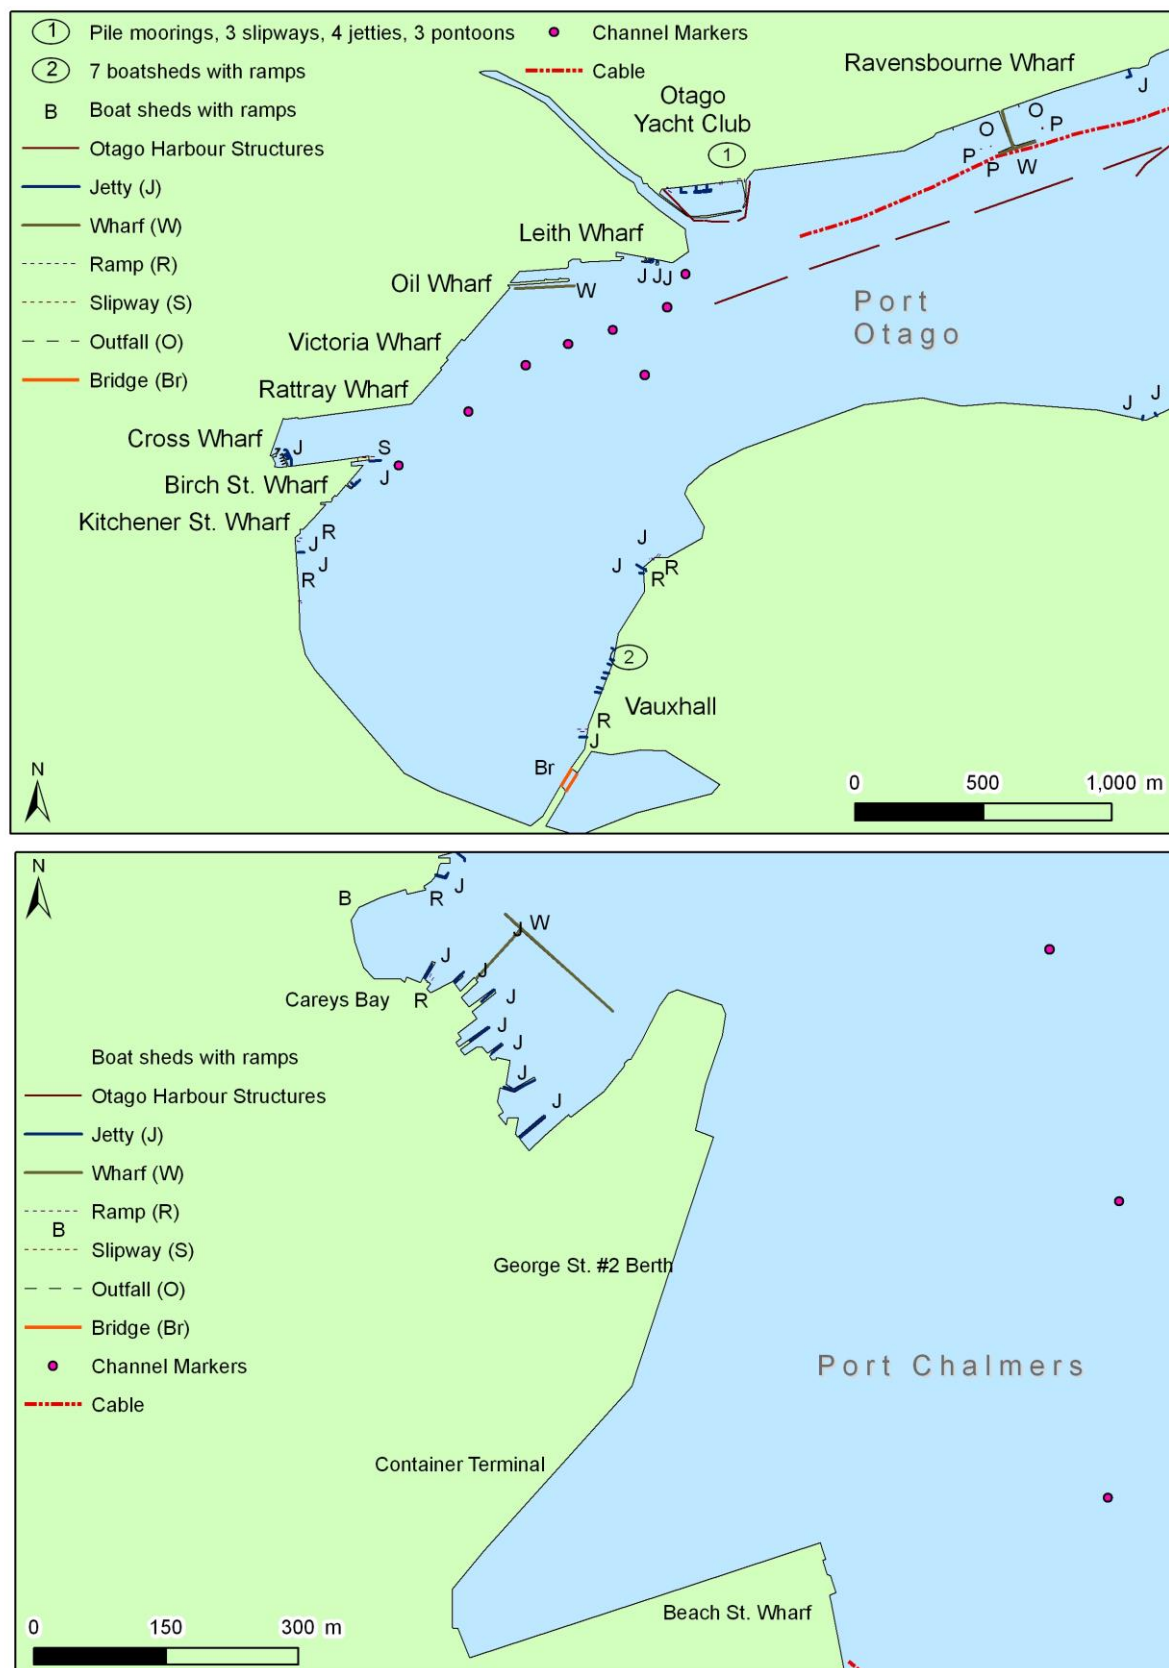 1 Pile moorings, 3 slipways, 4 jetties, 3 pontoons
2 7 boatsheds with ramps
B Boat sheds with ramps
Otago Harbour Structures
Jetty (J)
Wharf (W)
Ramp (R)
Slipway (S)
Outfall (O)
Bridge (Br)
Channel Markers
Cable
Ravensbourne Wharf
J
Otago
Yacht Club
1
O
O
P
P
P
W
Leith Wharf
J
J
J
Oil Wharf
W
Port
Otago
Victoria Wharf
Rattray Wharf
J
J
Cross Wharf
J
S
J
Birch St. Wharf
Kitchener St. Wharf
R
J
J
R
J
J
R
R
2
Vauxhall
R
J
Br
N
0 500 1,000 m
N
B
R
J
J
W
J
J
Careys Bay
R
J
J
J
J
J
Boat sheds with ramps
Otago Harbour Structures
Jetty (J)
Wharf (W)
Ramp (R)
B
Slipway (S)
Outfall (O)
Bridge (Br)
Channel Markers
Cable
George St. #2 Berth
Port Chalmers
Container Terminal
Beach St. Wharf
0 150 300 m